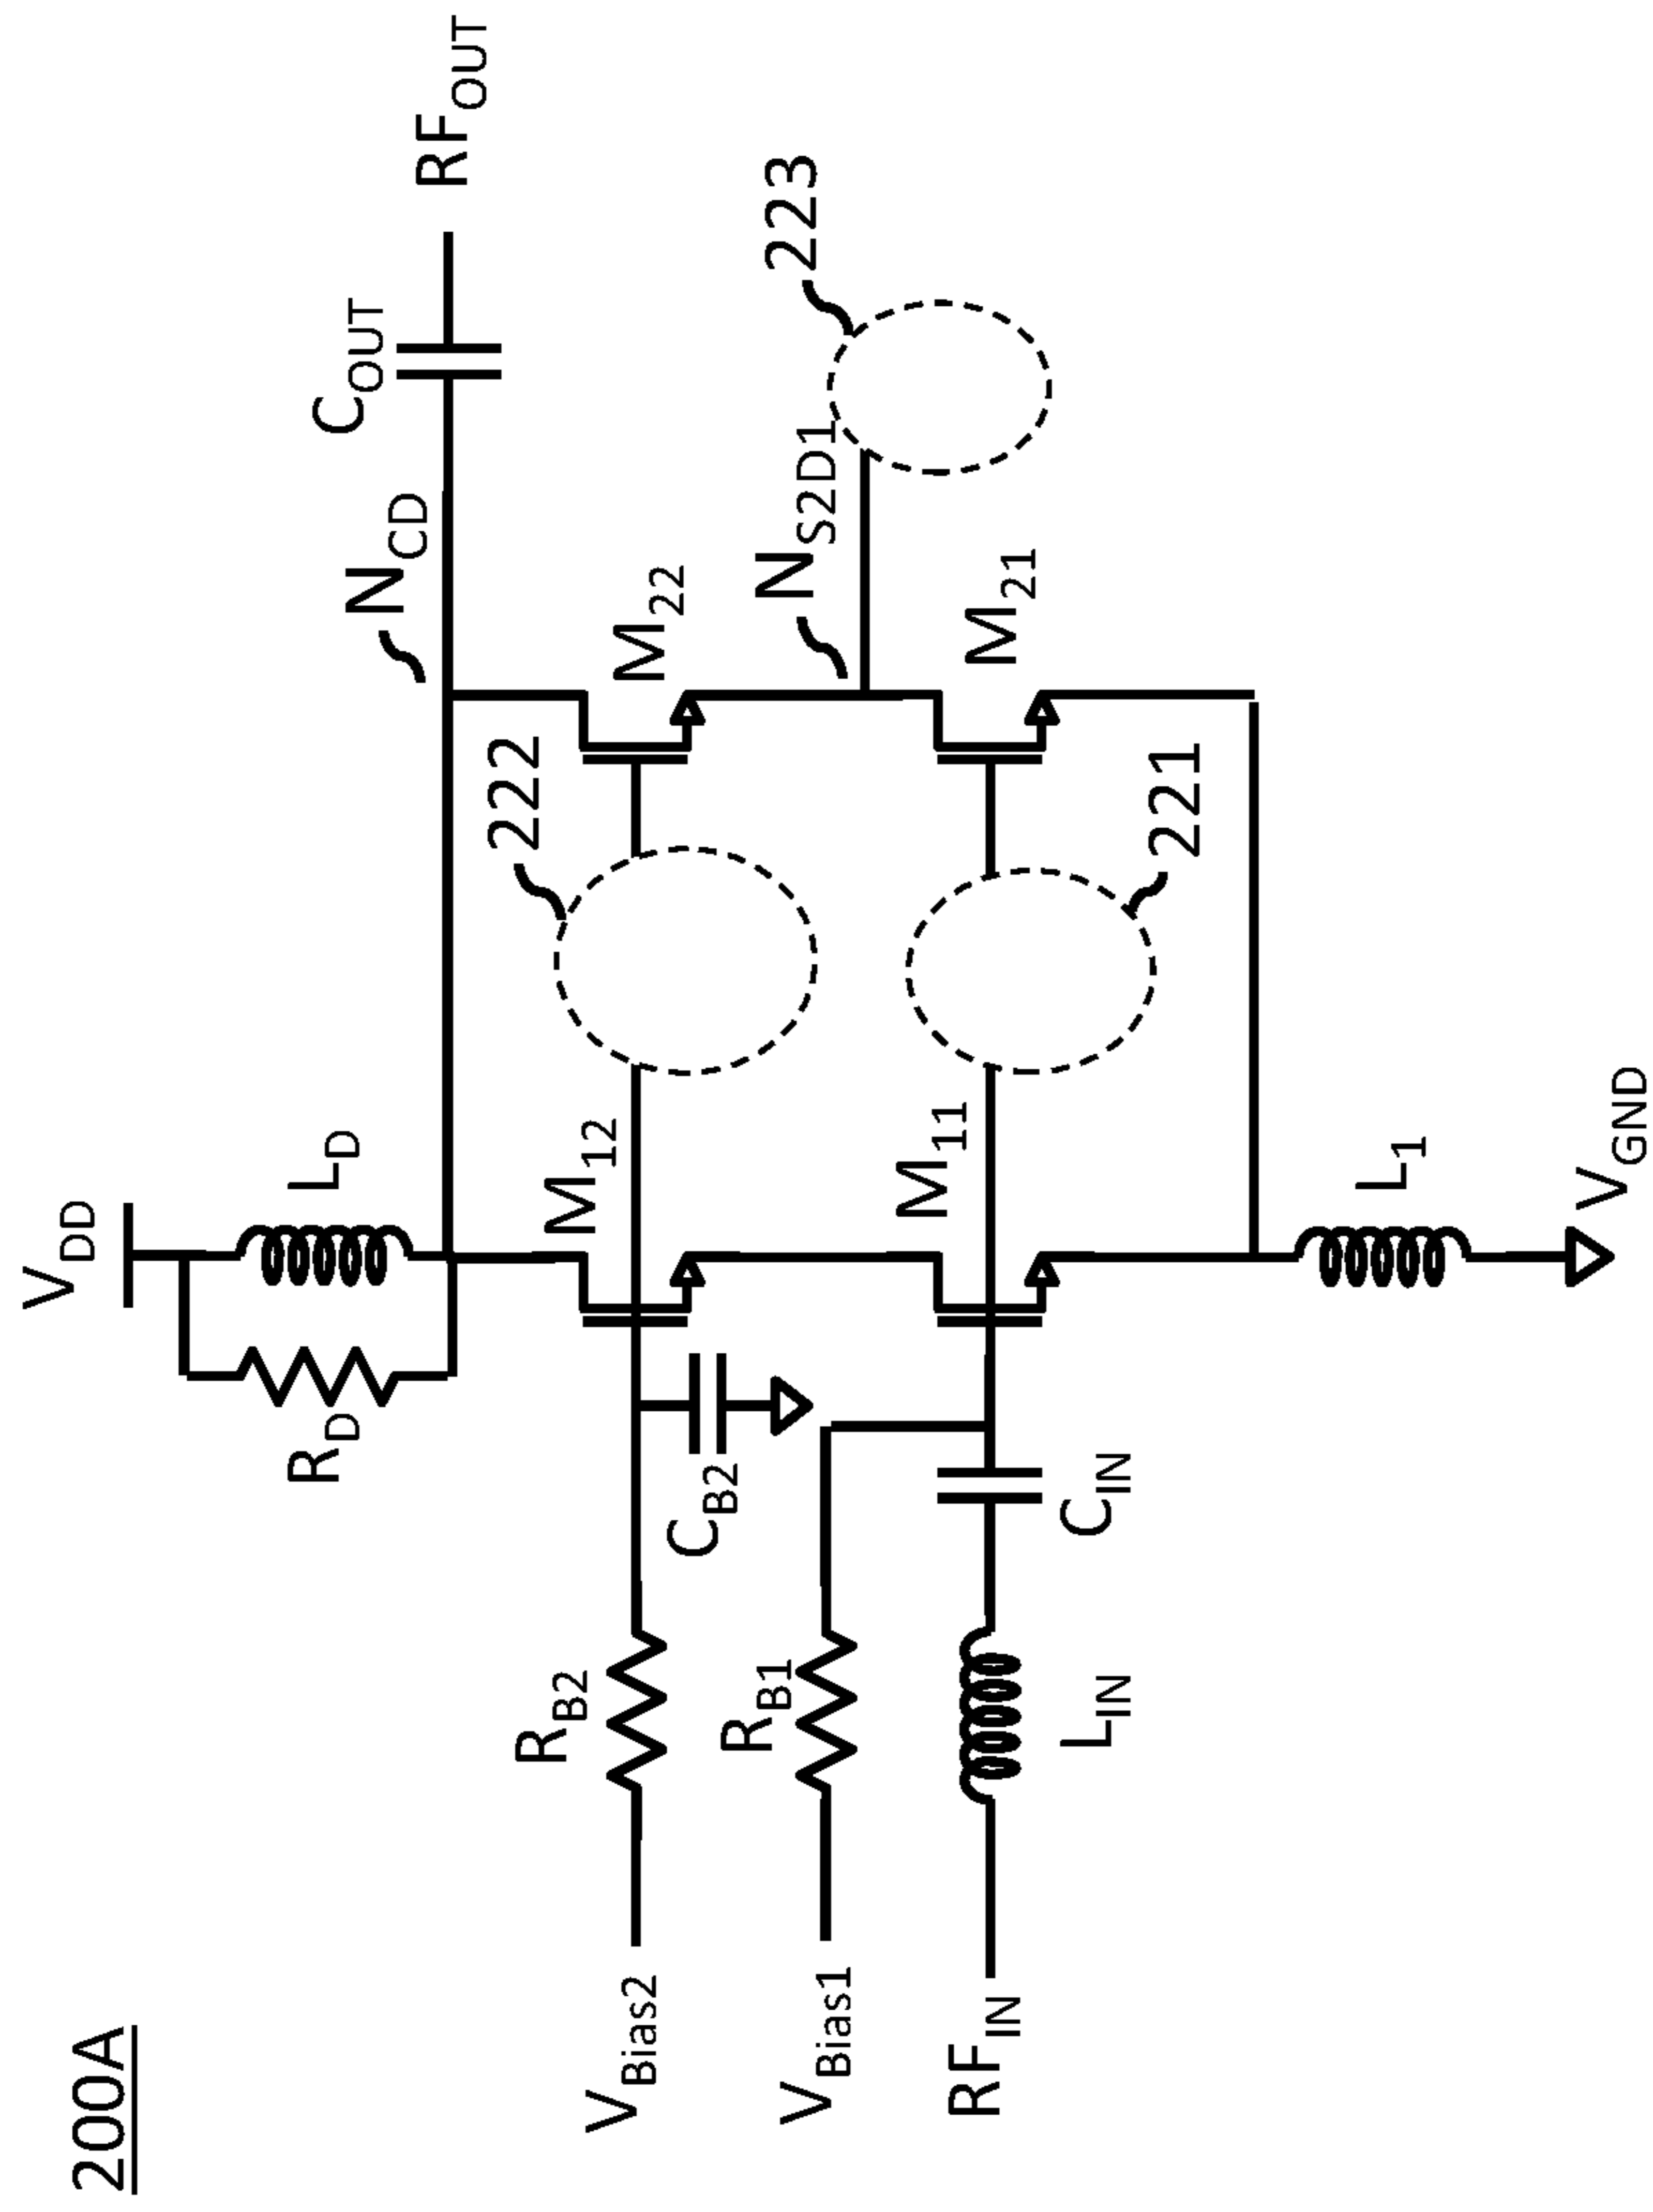 200A
V_DD
R_D
L_D
N_CD
C_OUT
RF_OUT
V_Bias2
R_B2
C_B2
M_12
222
M_22
223
V_Bias1
R_B1
N_S2D1
RF_IN
L_IN
C_IN
M_11
221
M_21
L_1
V_GND